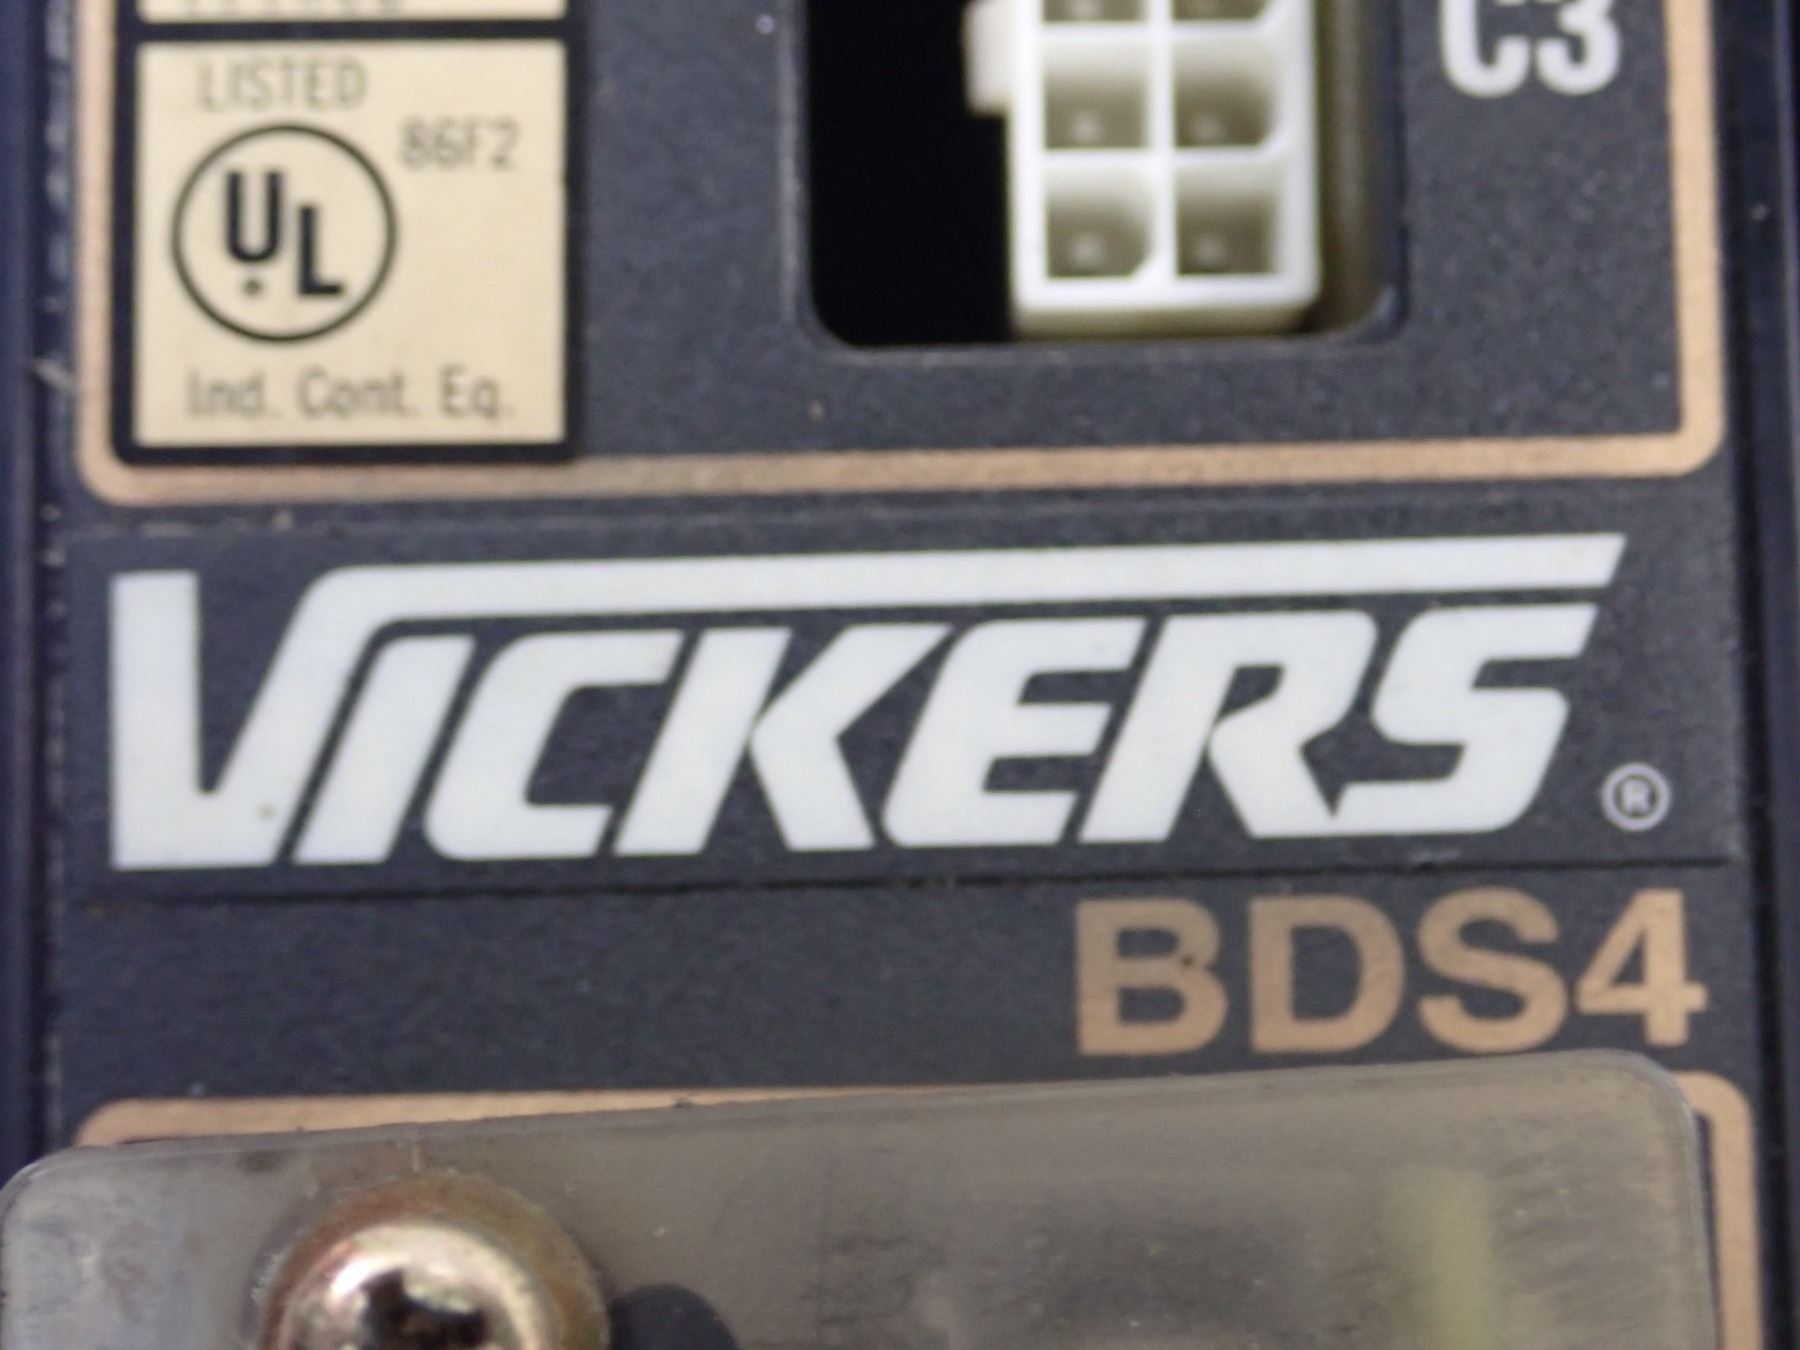 C3
LISTED
86F2
UL
Ind. Cont. Eq.
VICKERS ®
BDS4